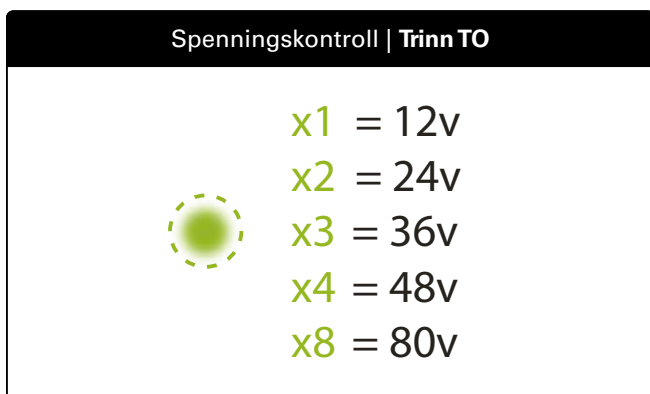 Spenningskontroll | Trinn TO
x1 = 12v
x2 = 24v
x3 = 36v
x4 = 48v
x8 = 80v